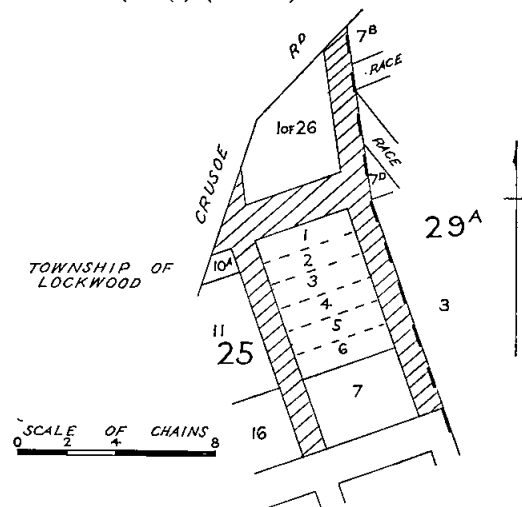 7B
RD
RACE
1 OF 26
CRUSOE
RACE
7D
29A
1
10A
2
TOWNSHIP OF
LOCKWOOD
3
4
3
11
5
25
6
7
16
SCALE OF CHAINS
0 2 4 8